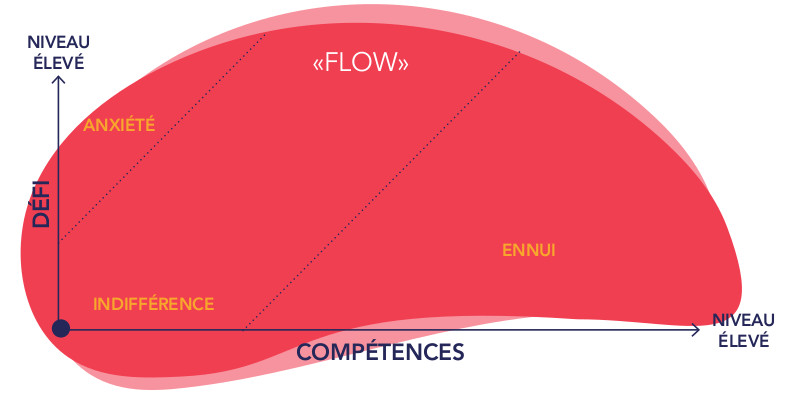 NIVEAU
ÉLEVÉ
«FLOW»
ANXIÉTÉ
DÉFI
ENNUI
INDIFFÉRENCE
NIVEAU
ÉLEVÉ
COMPÉTENCES